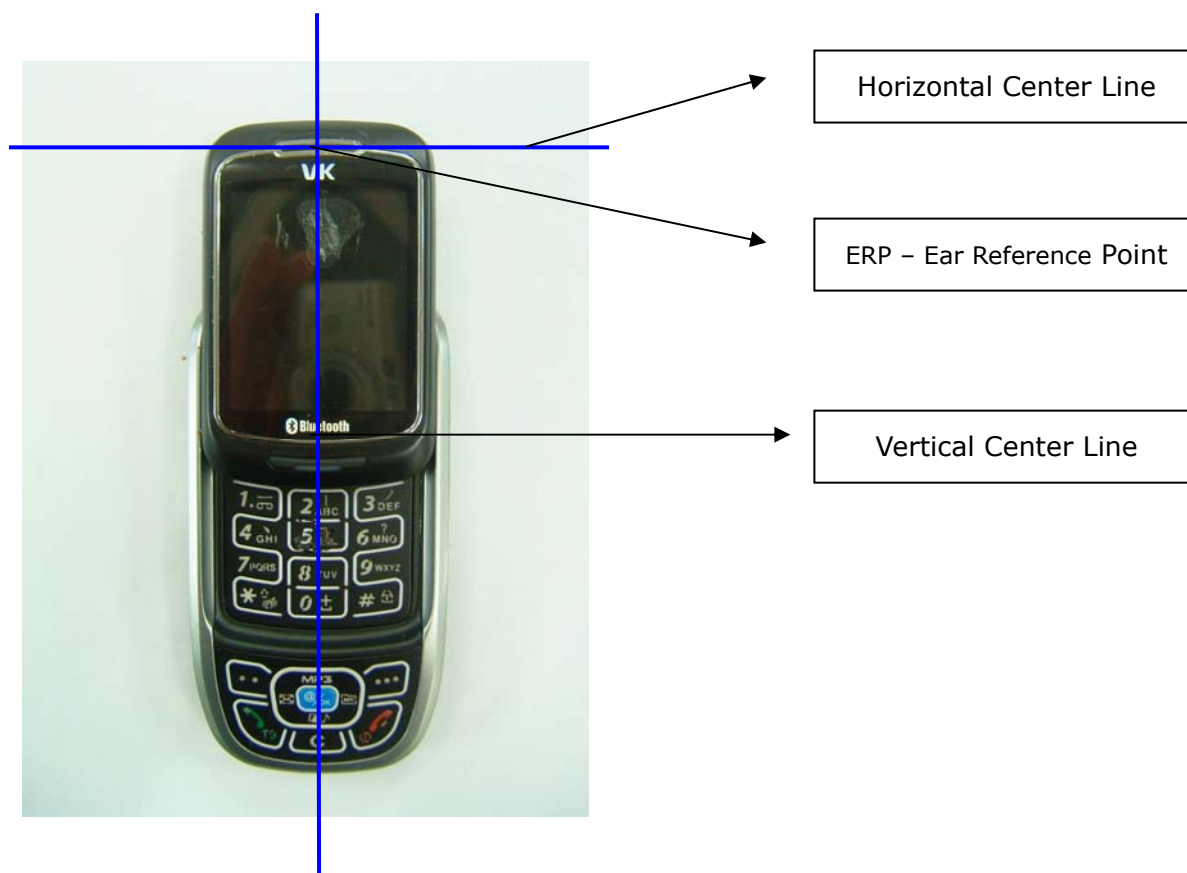 Horizontal Center Line
VK
ERP – Ear Reference Point
Bluetooth
Vertical Center Line
1. 2 ABC 3 DEF
4 GHI 5 6 MNO
7 PQRS 8 TUV 9 WXYZ
* 0 ± #
MP3
@/OK
C